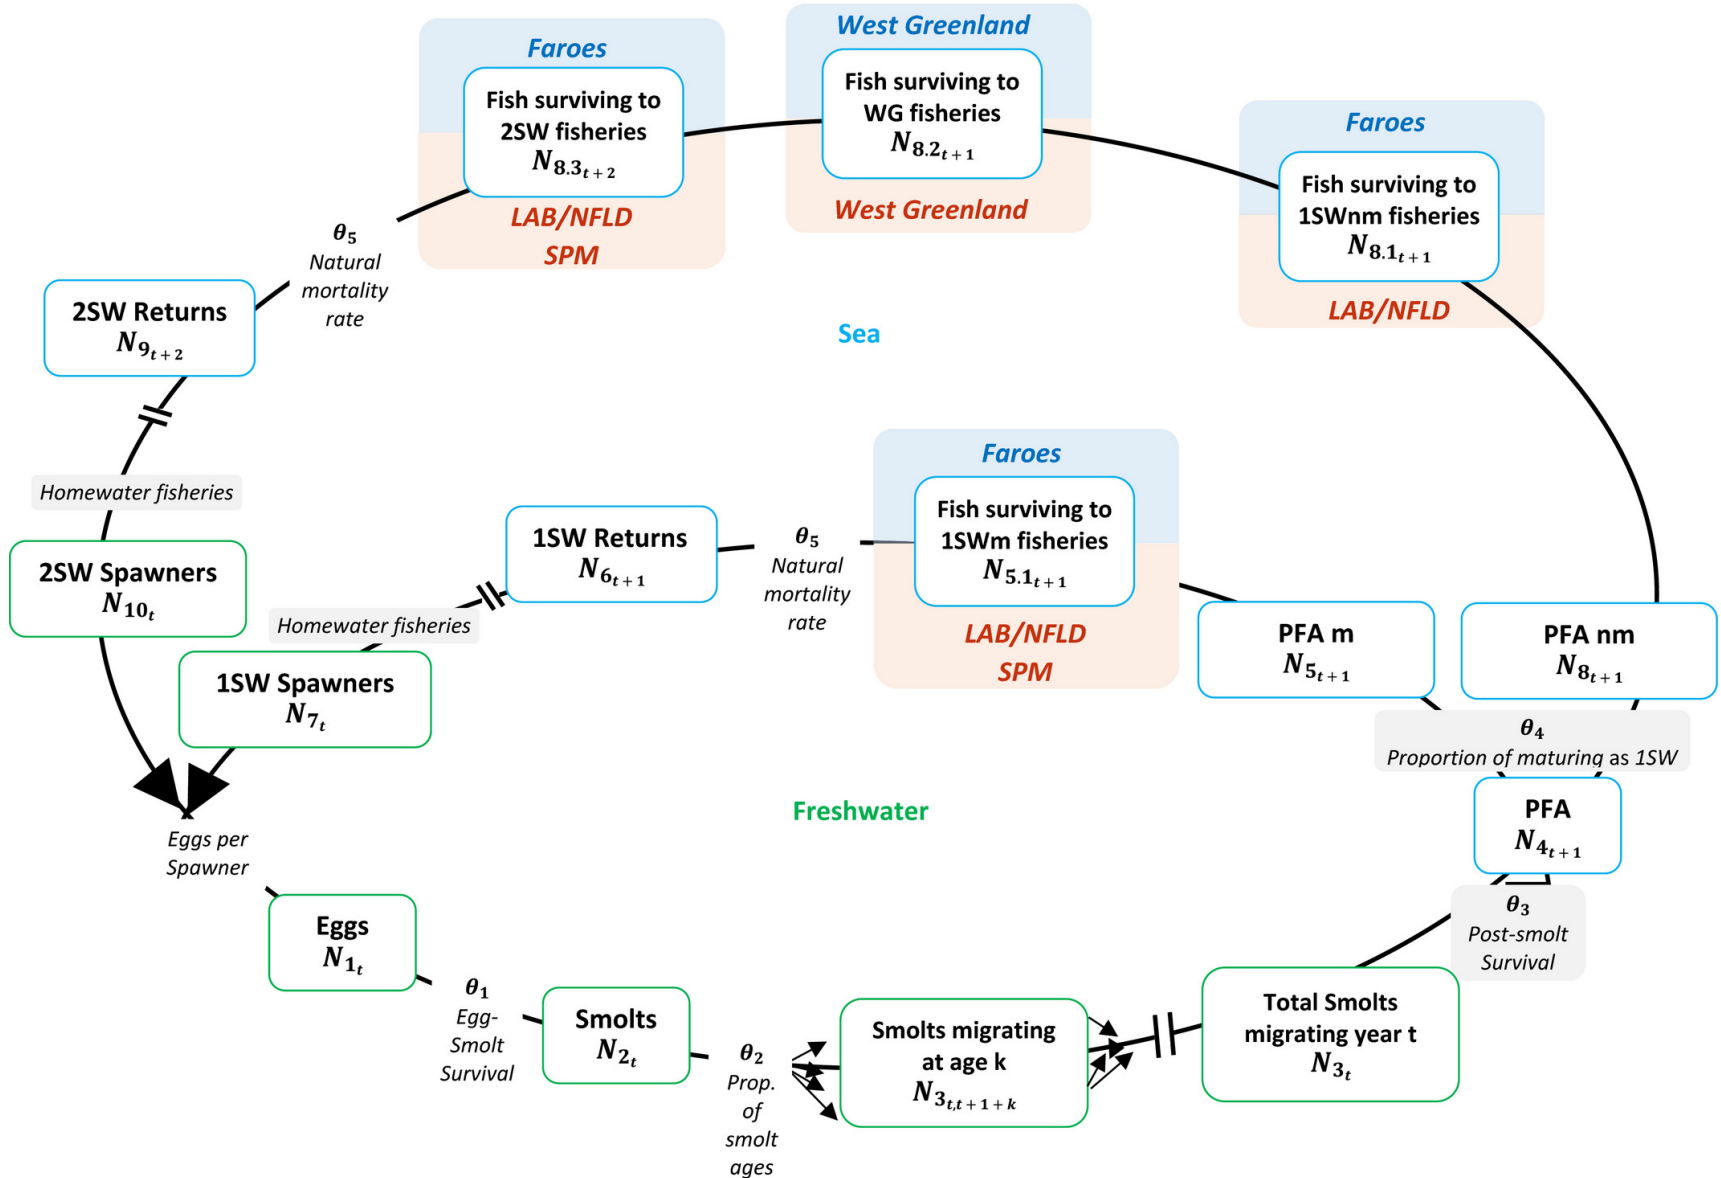 West Greenland
Fish surviving to
WG fisheries
N8.2t + 1
West Greenland
Faroes
Fish surviving to
2SW fisheries
N8.3t + 2
LAB/NFLD
SPM
Faroes
Fish surviving to
1SWnm fisheries
N8.1t + 1
LAB/NFLD
θ5
Natural
mortality
rate
2SW Returns
N9t + 2
Sea
Homewater fisheries
2SW Spawners
N10t
Faroes
Fish surviving to
1SWm fisheries
N5.1t + 1
LAB/NFLD
SPM
θ5
Natural
mortality
rate
1SW Returns
N6t + 1
Homewater fisheries
1SW Spawners
N7t
PFA m
N5t + 1
PFA nm
N8t + 1
θ4
Proportion of maturing as 1SW
PFA
N4t + 1
Freshwater
Eggs per
Spawner
θ3
Post-smolt
Survival
Eggs
N1t
θ1
Egg-
Smolt
Survival
Smolts
N2t
θ2
Prop.
of
smolt
ages
Smolts migrating
at age k
N3t,t + 1 + k
Total Smolts
migrating year t
N3t